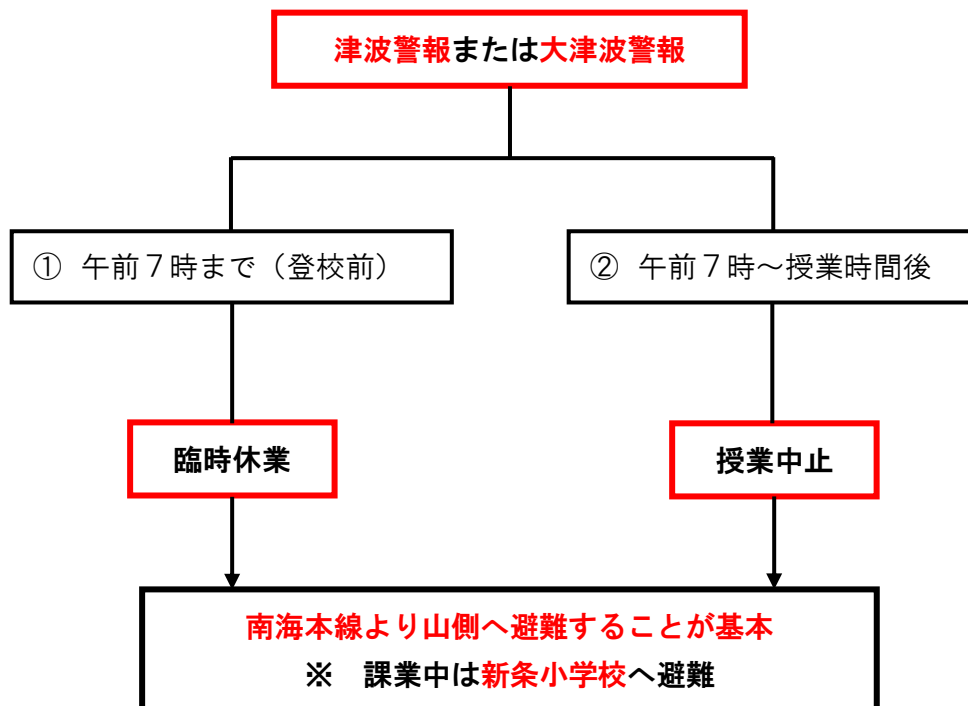 津波警報または大津波警報
① 午前７時まで（登校前）
② 午前７時～授業時間後
臨時休業
授業中止
南海本線より山側へ避難することが基本
※　課業中は新条小学校へ避難